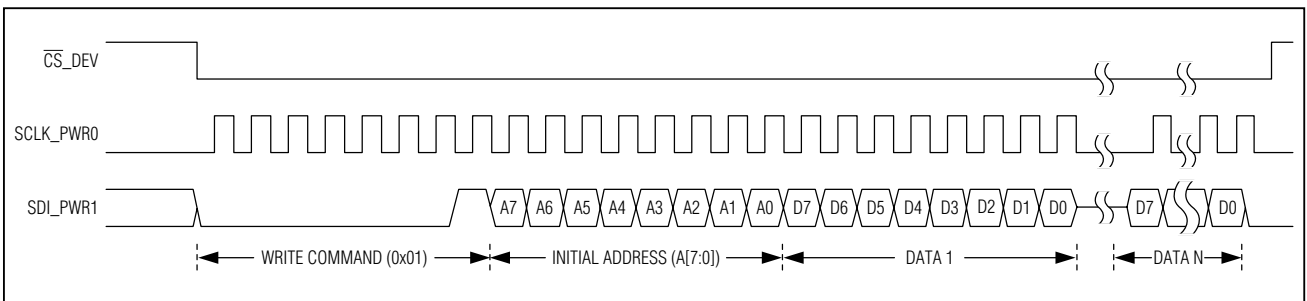 CS_DEV
SCLK_PWR0
SDI_PWR1
A7 A6 A5 A4 A3 A2 A1 A0 D7 D6 D5 D4 D3 D2 D1 D0 D7 D0
WRITE COMMAND (0x01) INITIAL ADDRESS (A[7:0]) DATA 1 DATA N